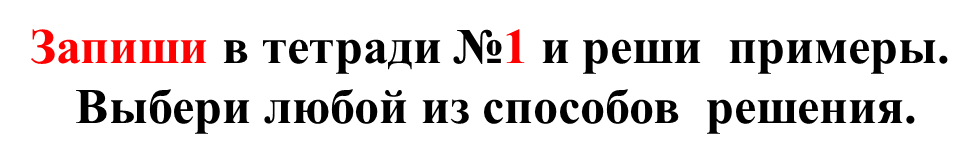 Запиши в тетради №1 и реши примеры.
Выбери любой из способов решения.